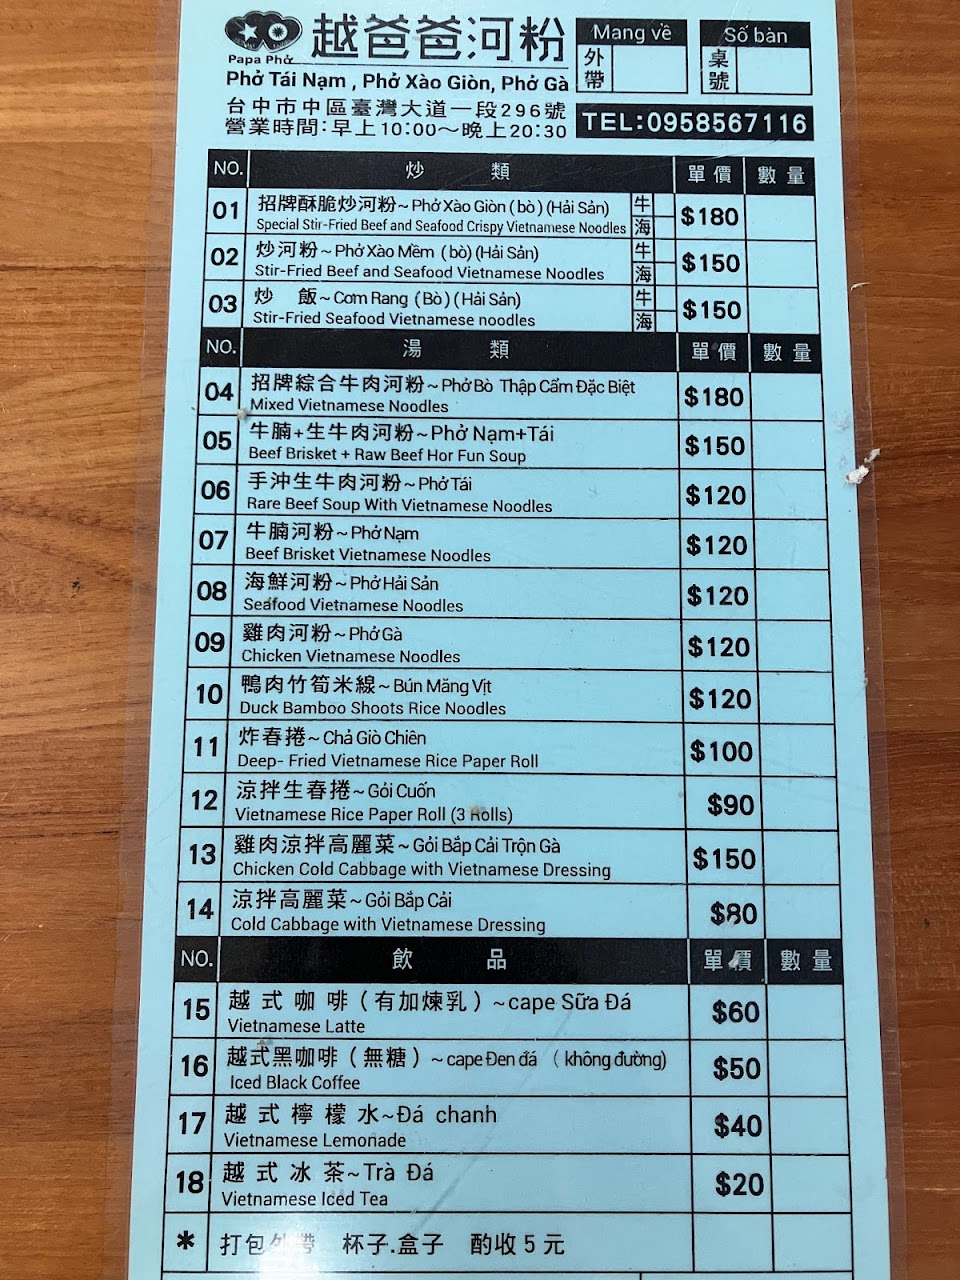 越爸爸河粉
Papa Phở
Phở Tái Nạm , Phở Xào Giòn, Phở Gà
台中市中區臺灣大道一段296號
營業時間:早上10:00～晚上20:30
Mang về
外帶
Số bàn
桌號
TEL:0958567116
NO. 炒 類 單價 數量
01 招牌酥脆炒河粉~Phở Xào Giòn (bò) (Hải Sản) 牛 $180
Special Stir-Fried Beef and Seafood Crispy Vietnamese Noodles 海
02 炒河粉~Phở Xào Mềm (bò) (Hải Sản) 牛 $150
Stir-Fried Beef and Seafood Vietnamese Noodles 海
03 炒 飯~Cơm Rang (Bò) (Hải Sản) 牛 $150
Stir-Fried Seafood Vietnamese noodles 海
NO. 湯 類 單價 數量
04 招牌綜合牛肉河粉~Phở Bò Thập Cẩm Đặc Biệt $180
Mixed Vietnamese Noodles
05 牛腩+生牛肉河粉~Phở Nạm+Tái $150
Beef Brisket + Raw Beef Hor Fun Soup
06 手沖生牛肉河粉~Phở Tái $120
Rare Beef Soup With Vietnamese Noodles
07 牛腩河粉~Phở Nạm $120
Beef Brisket Vietnamese Noodles
08 海鮮河粉~Phở Hải Sản $120
Seafood Vietnamese Noodles
09 雞肉河粉~Phở Gà $120
Chicken Vietnamese Noodles
10 鴨肉竹筍米線~Bún Măng Vịt $120
Duck Bamboo Shoots Rice Noodles
11 炸春捲~Chả Giò Chiên $100
Deep- Fried Vietnamese Rice Paper Roll
12 涼拌生春捲~Gỏi Cuốn $90
Vietnamese Rice Paper Roll (3 Rolls)
13 雞肉涼拌高麗菜~Gỏi Bắp Cải Trộn Gà $150
Chicken Cold Cabbage with Vietnamese Dressing
14 涼拌高麗菜~Gỏi Bắp Cải $80
Cold Cabbage with Vietnamese Dressing
NO. 飲 品 單價 數量
15 越式咖啡(有加煉乳)~cape Sữa Đá $60
Vietnamese Latte
16 越式黑咖啡(無糖)~cape Đen đá ( không đường) $50
Iced Black Coffee
17 越式檸檬水~Đá chanh $40
Vietnamese Lemonade
18 越式冰茶~Trà Đá $20
Vietnamese Iced Tea
* 打包外帶 杯子.盒子 酌收5元